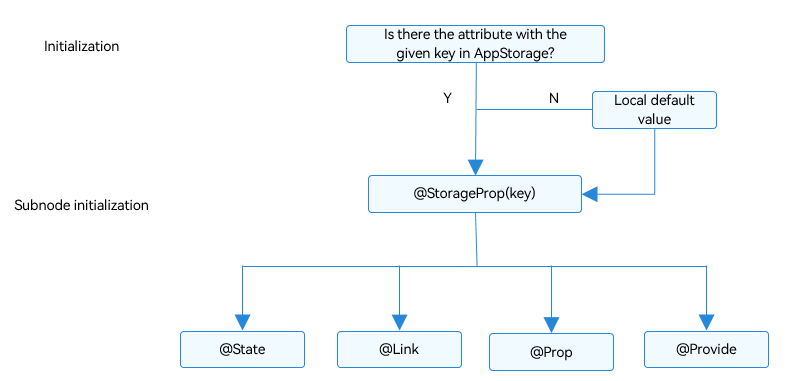 Initialization
Is there the attribute with the
given key in AppStorage?
Y
N
Local default
value
@StorageProp(key)
Subnode initialization
@State
@Link
@Prop
@Provide